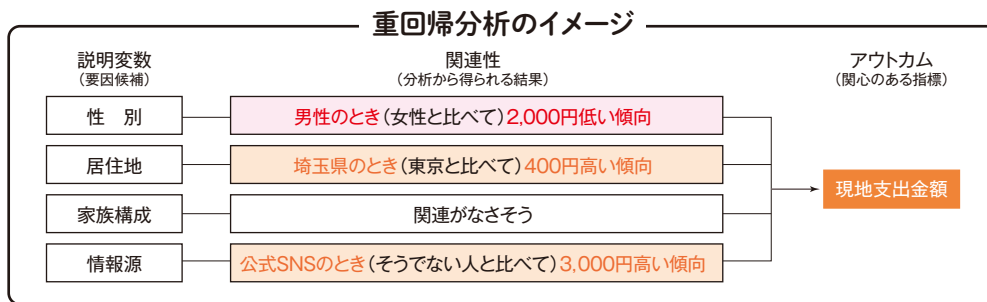 重回帰分析のイメージ
説明変数
(要因候補)
関連性
(分析から得られる結果)
アウトカム
(関心のある指標)
性 別
男性のとき(女性と比べて)2,000円低い傾向
居住地
埼玉県のとき(東京と比べて)400円高い傾向
家族構成
関連がなさそう
情報源
公式SNSのとき(そうでない人と比べて)3,000円高い傾向
現地支出金額